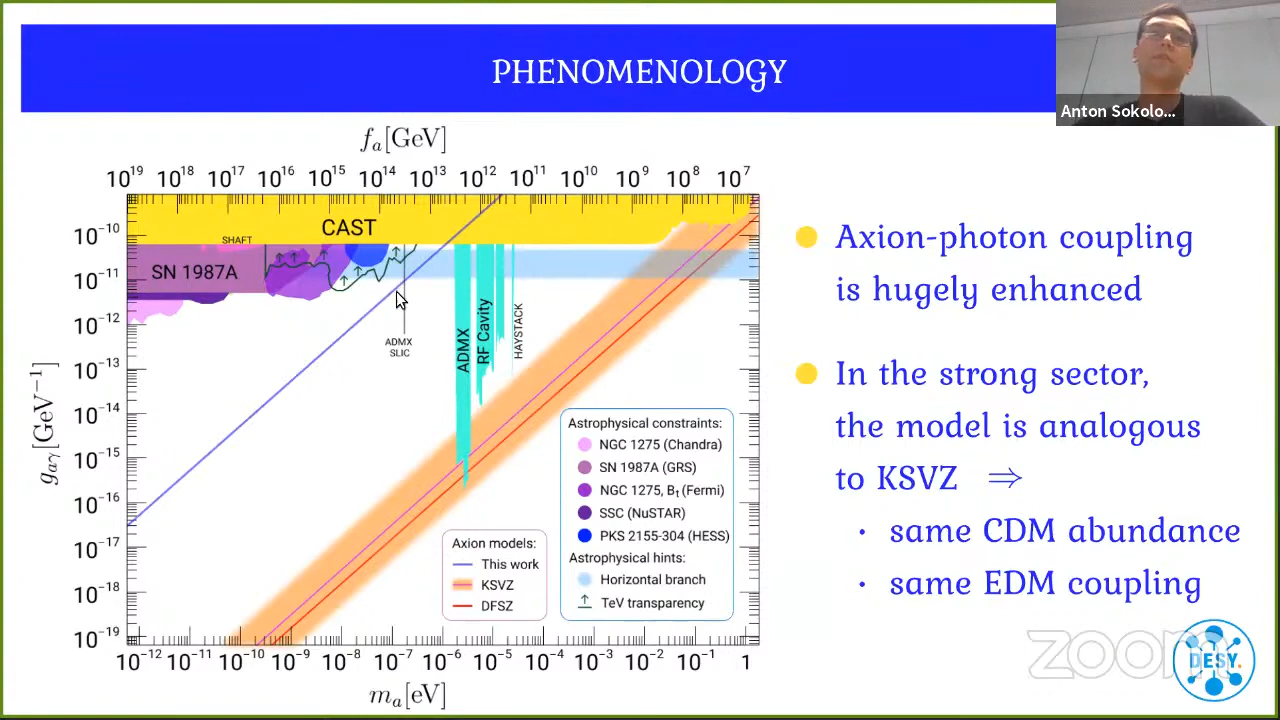 PHENOMENOLOGY
Anton Sokolo...
f_a[GeV]
10^19 10^18 10^17 10^16 10^15 10^14 10^13 10^12 10^11 10^10 10^9 10^8 10^7
CAST
SHAFT
SN 1987A
ADMX
SLIC
ADMX
RF Cavity
HAYSTACK
g_aγ[GeV^−1]
10^-10
10^-11
10^-12
10^-13
10^-14
10^-15
10^-16
10^-17
10^-18
10^-19
Astrophysical constraints:
NGC 1275 (Chandra)
SN 1987A (GRS)
NGC 1275, B_t (Fermi)
SSC (NuSTAR)
PKS 2155-304 (HESS)
Astrophysical hints:
Horizontal branch
TeV transparency
Axion models:
This work
KSVZ
DFSZ
10^-12 10^-11 10^-10 10^-9 10^-8 10^-7 10^-6 10^-5 10^-4 10^-3 10^-2 10^-1 1
m_a[eV]
Axion-photon coupling
is hugely enhanced
In the strong sector,
the model is analogous
to KSVZ ⇒
• same CDM abundance
• same EDM coupling
zoom
DESY.